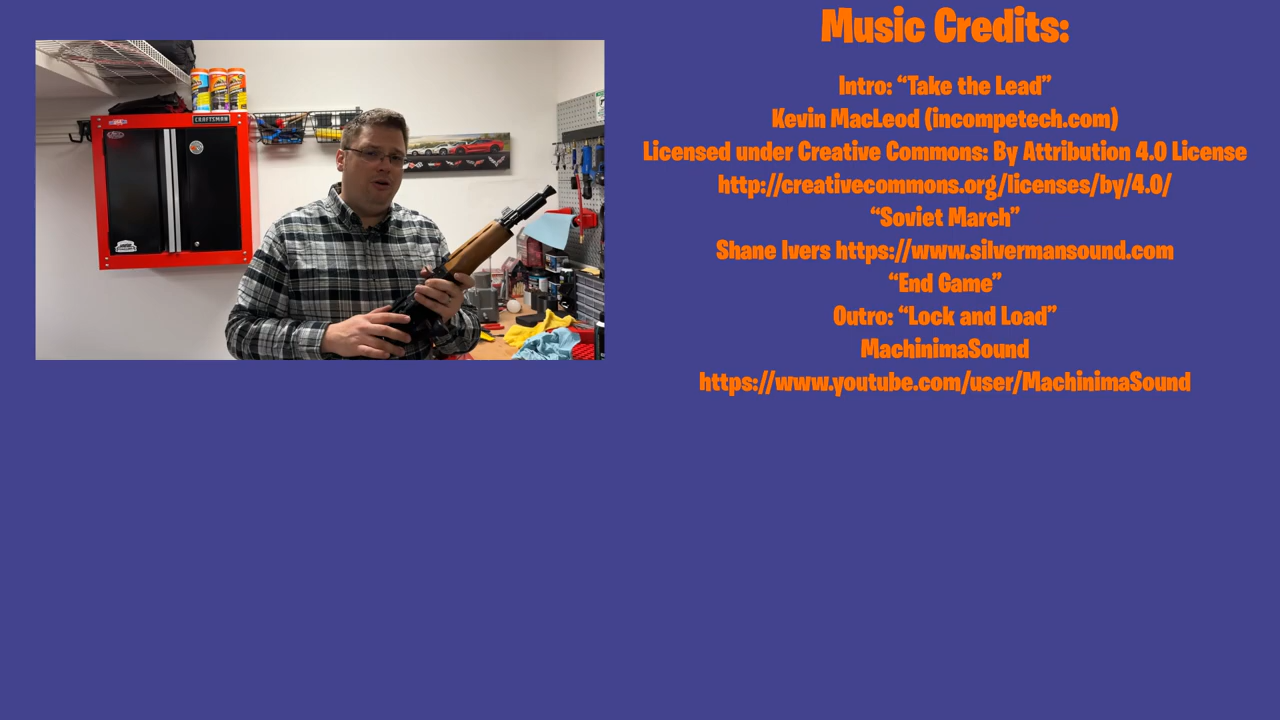 Music Credits:
Intro: “Take the Lead”
Kevin MacLeod (incompetech.com)
Licensed under Creative Commons: By Attribution 4.0 License
http://creativecommons.org/licenses/by/4.0/
“Soviet March”
Shane Ivers https://www.silvermansound.com
“End Game”
Outro: “Lock and Load”
MachinimaSound
https://www.youtube.com/user/MachinimaSound
CRAFTSMAN